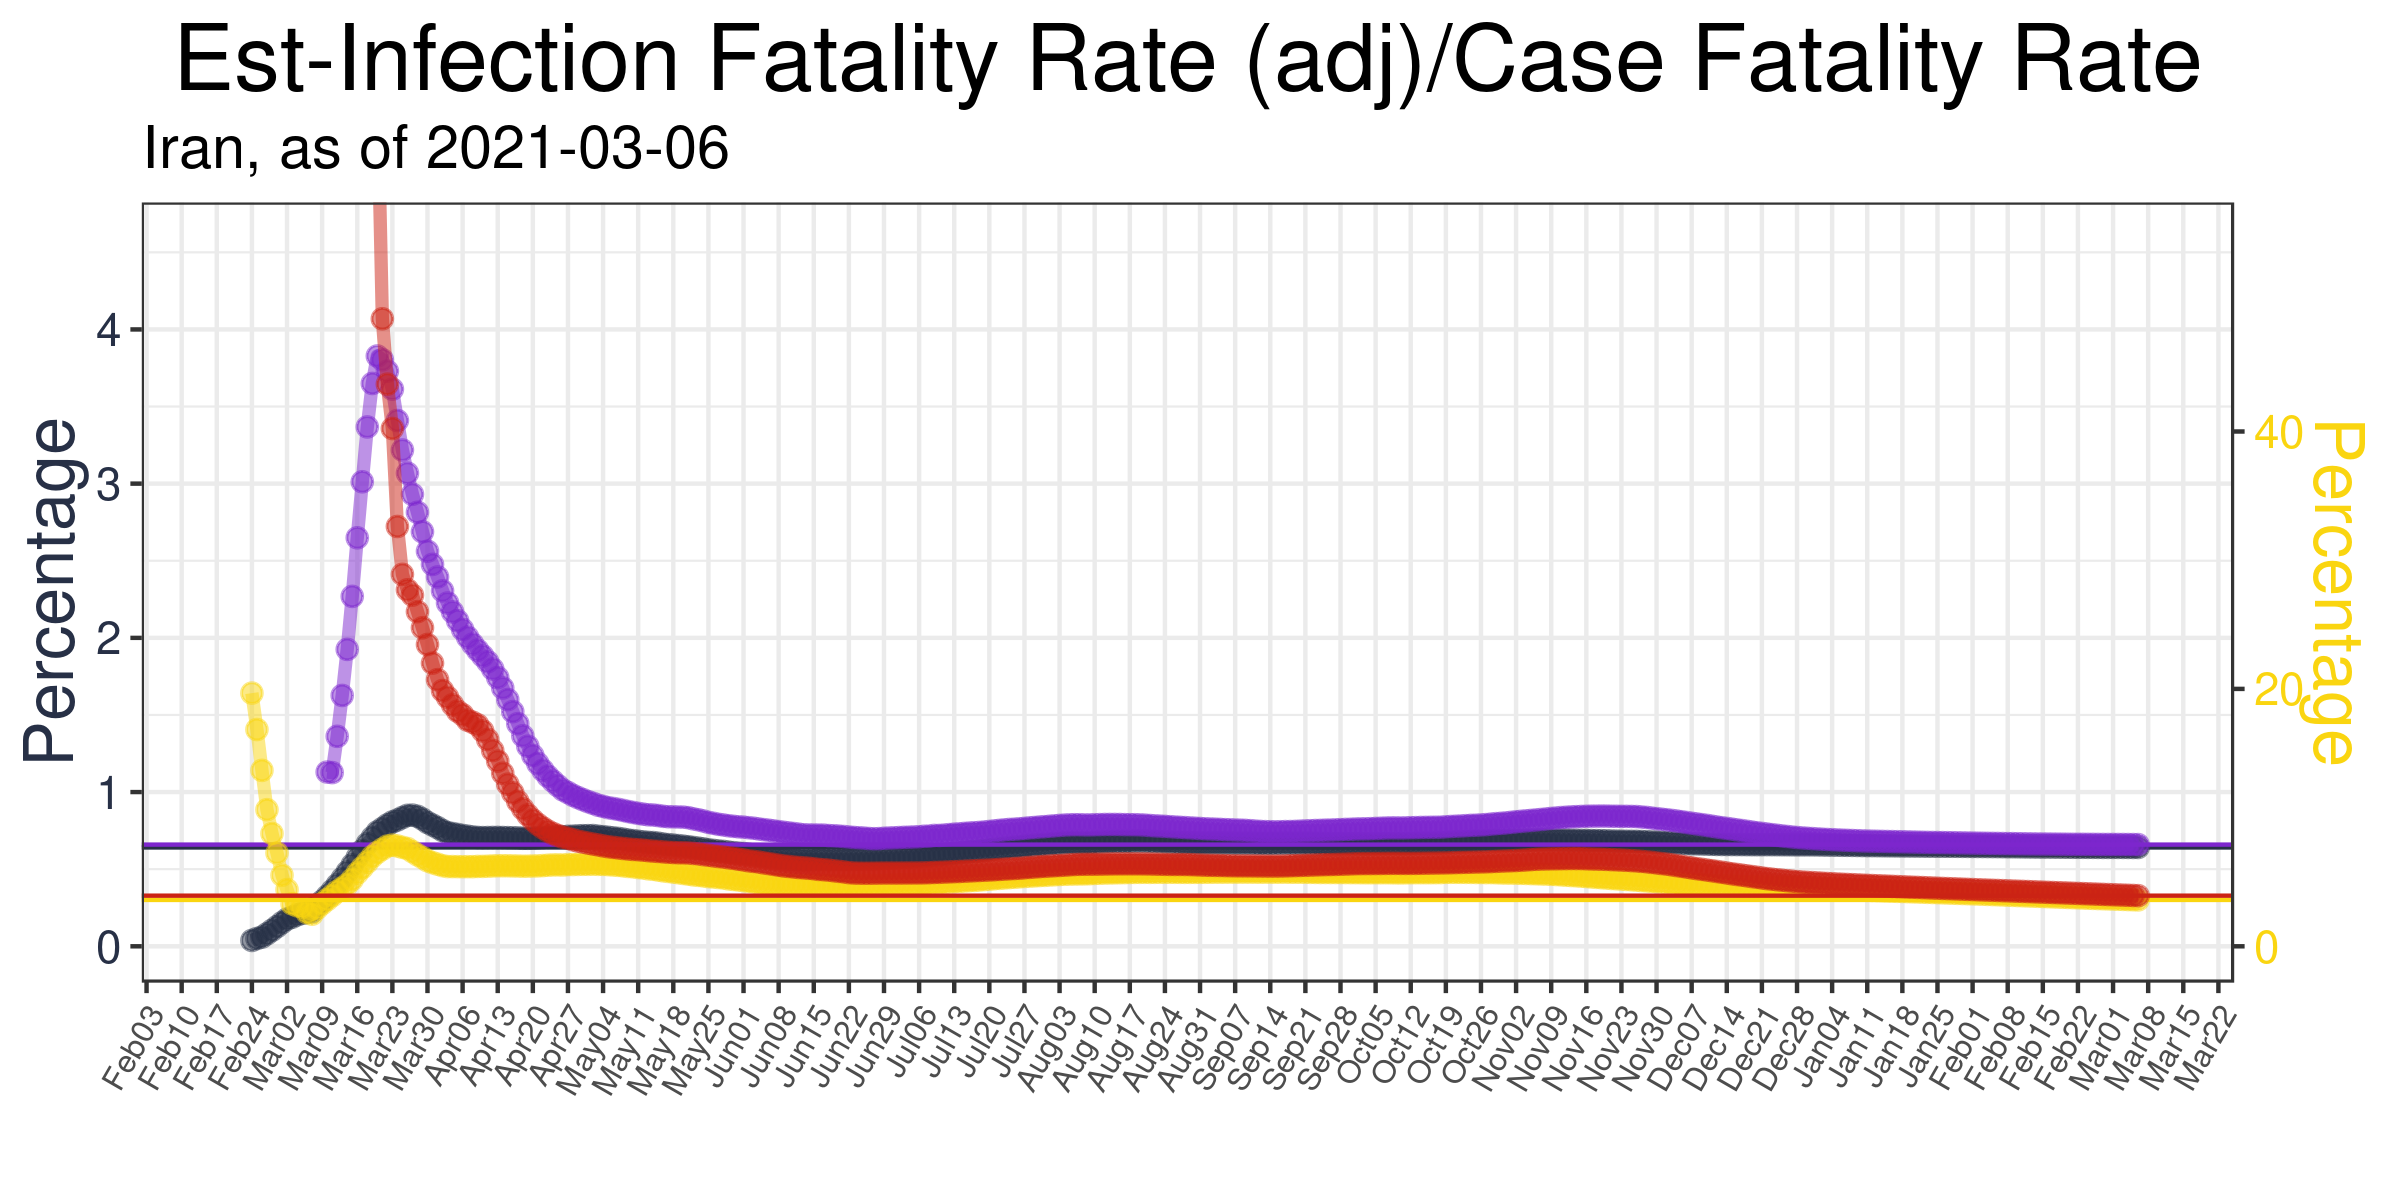 Est-Infection Fatality Rate (adj)/Case Fatality Rate
Iran, as of 2021-03-06
Percentage
4
3
2
1
0
40
20
0
Percentage
Feb03
Feb10
Feb17
Feb24
Mar02
Mar09
Mar16
Mar23
Mar30
Apr06
Apr13
Apr20
Apr27
May04
May11
May18
May25
Jun01
Jun08
Jun15
Jun22
Jun29
Jul06
Jul13
Jul20
Jul27
Aug03
Aug10
Aug17
Aug24
Aug31
Sep07
Sep14
Sep21
Sep28
Oct05
Oct12
Oct19
Oct26
Nov02
Nov09
Nov16
Nov23
Nov30
Dec07
Dec14
Dec21
Dec28
Jan04
Jan11
Jan18
Jan25
Feb01
Feb08
Feb15
Feb22
Mar01
Mar08
Mar15
Mar22